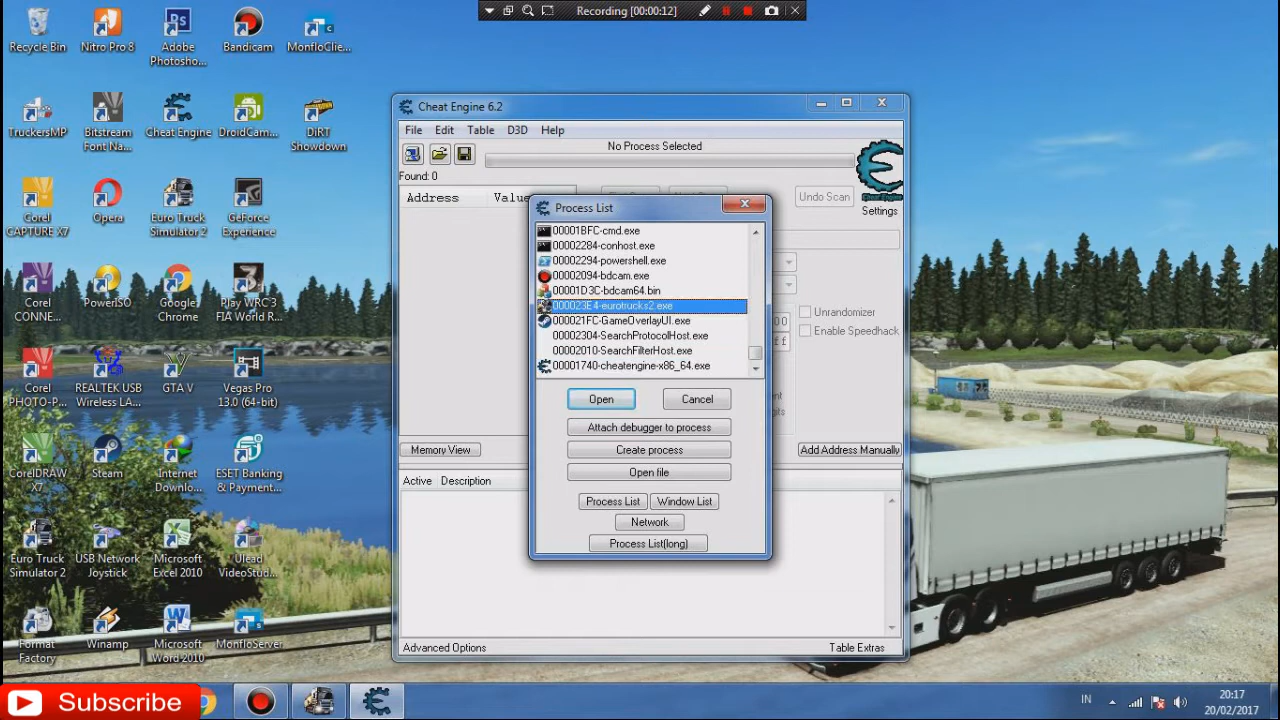 Recording [00:00:12]
Recycle Bin
Nitro Pro 8
Adobe
Photosho...
Bandicam
MonfloClie...
TruckersMP
Bitstream
Font Na...
Cheat Engine
DroidCam...
DiRT
Showdown
Corel
CAPTURE X7
Opera
Euro Truck
Simulator 2
GeForce
Experience
Corel
CONNE...
PowerISO
Google
Chrome
Play WRC 3
FIA World R...
Corel
PHOTO-P...
REALTEK USB
Wireless LA...
GTA V
Vegas Pro
13.0 (64-bit)
CorelDRAW
X7
Steam
Internet
Downlo...
ESET Banking
& Payment...
Euro Truck
Simulator 2
USB Network
Joystick
Microsoft
Excel 2010
Ulead
VideoStud...
Format
Factory
Winamp
Microsoft
Word 2010
MonfloServer
Cheat Engine 6.2
File Edit Table D3D Help
No Process Selected
Found: 0
Address Value
Undo Scan
Cheat Engine
Settings
Unrandomizer
Enable Speedhack
Memory View
Add Address Manually
Active Description
Advanced Options
Table Extras
Process List
00001BFC-cmd.exe
00002284-conhost.exe
00002294-powershell.exe
00002094-bdcam.exe
00001D3C-bdcam64.bin
000023E4-eurotrucks2.exe
000021FC-GameOverlayUI.exe
00002304-SearchProtocolHost.exe
00002010-SearchFilterHost.exe
00001740-cheatengine-x86_64.exe
Open Cancel
Attach debugger to process
Create process
Open file
Process List Window List
Network
Process List(long)
Subscribe
IN
20:17
20/02/2017